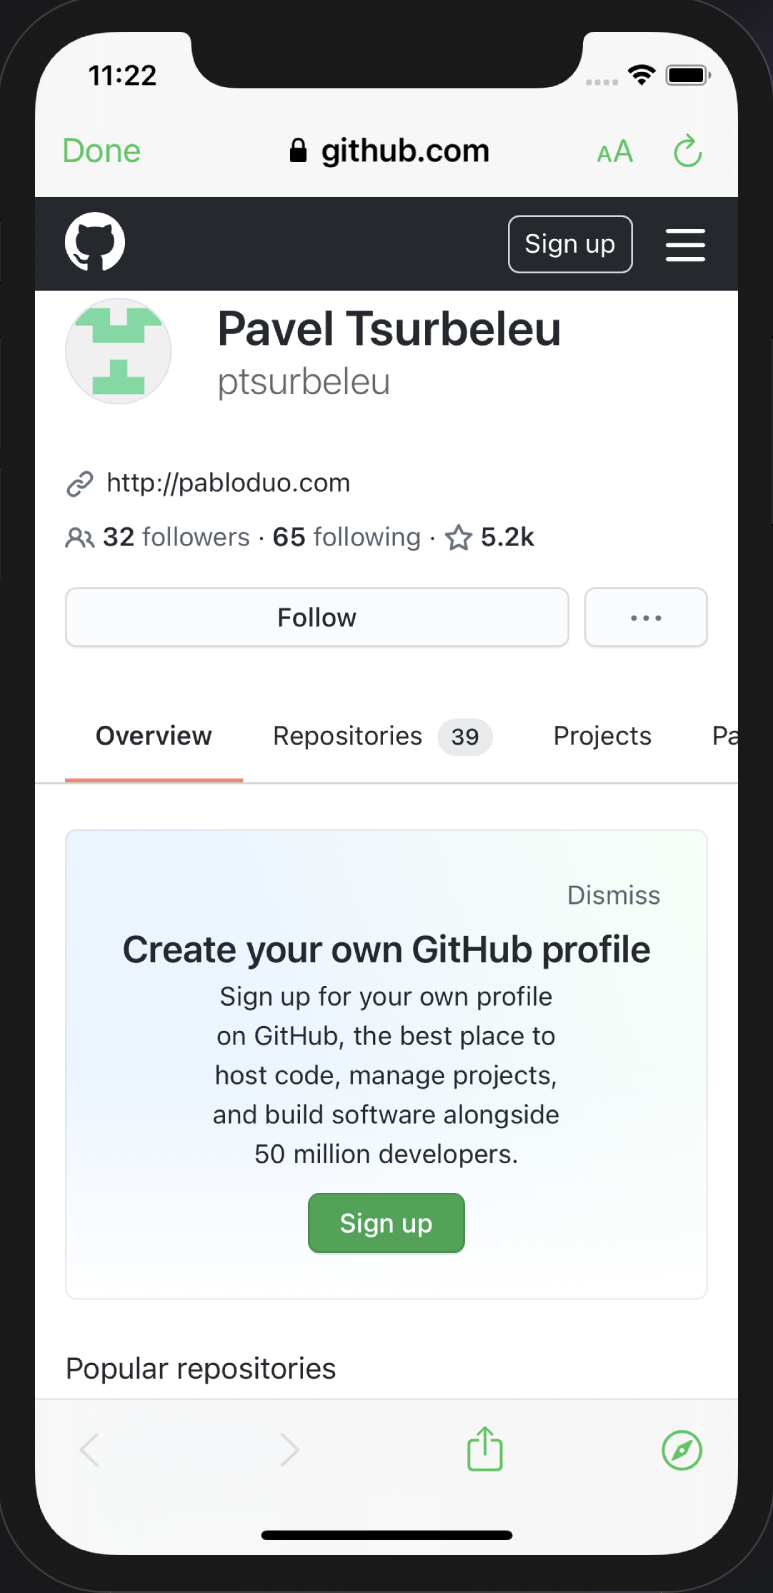 11:22
Done github.com AA
Sign up
Pavel Tsurbeleu
ptsurbeleu
http://pabloduo.com
32 followers · 65 following · 5.2k
Follow ...
Overview Repositories 39 Projects Pa
Dismiss
Create your own GitHub profile
Sign up for your own profile
on GitHub, the best place to
host code, manage projects,
and build software alongside
50 million developers.
Sign up
Popular repositories